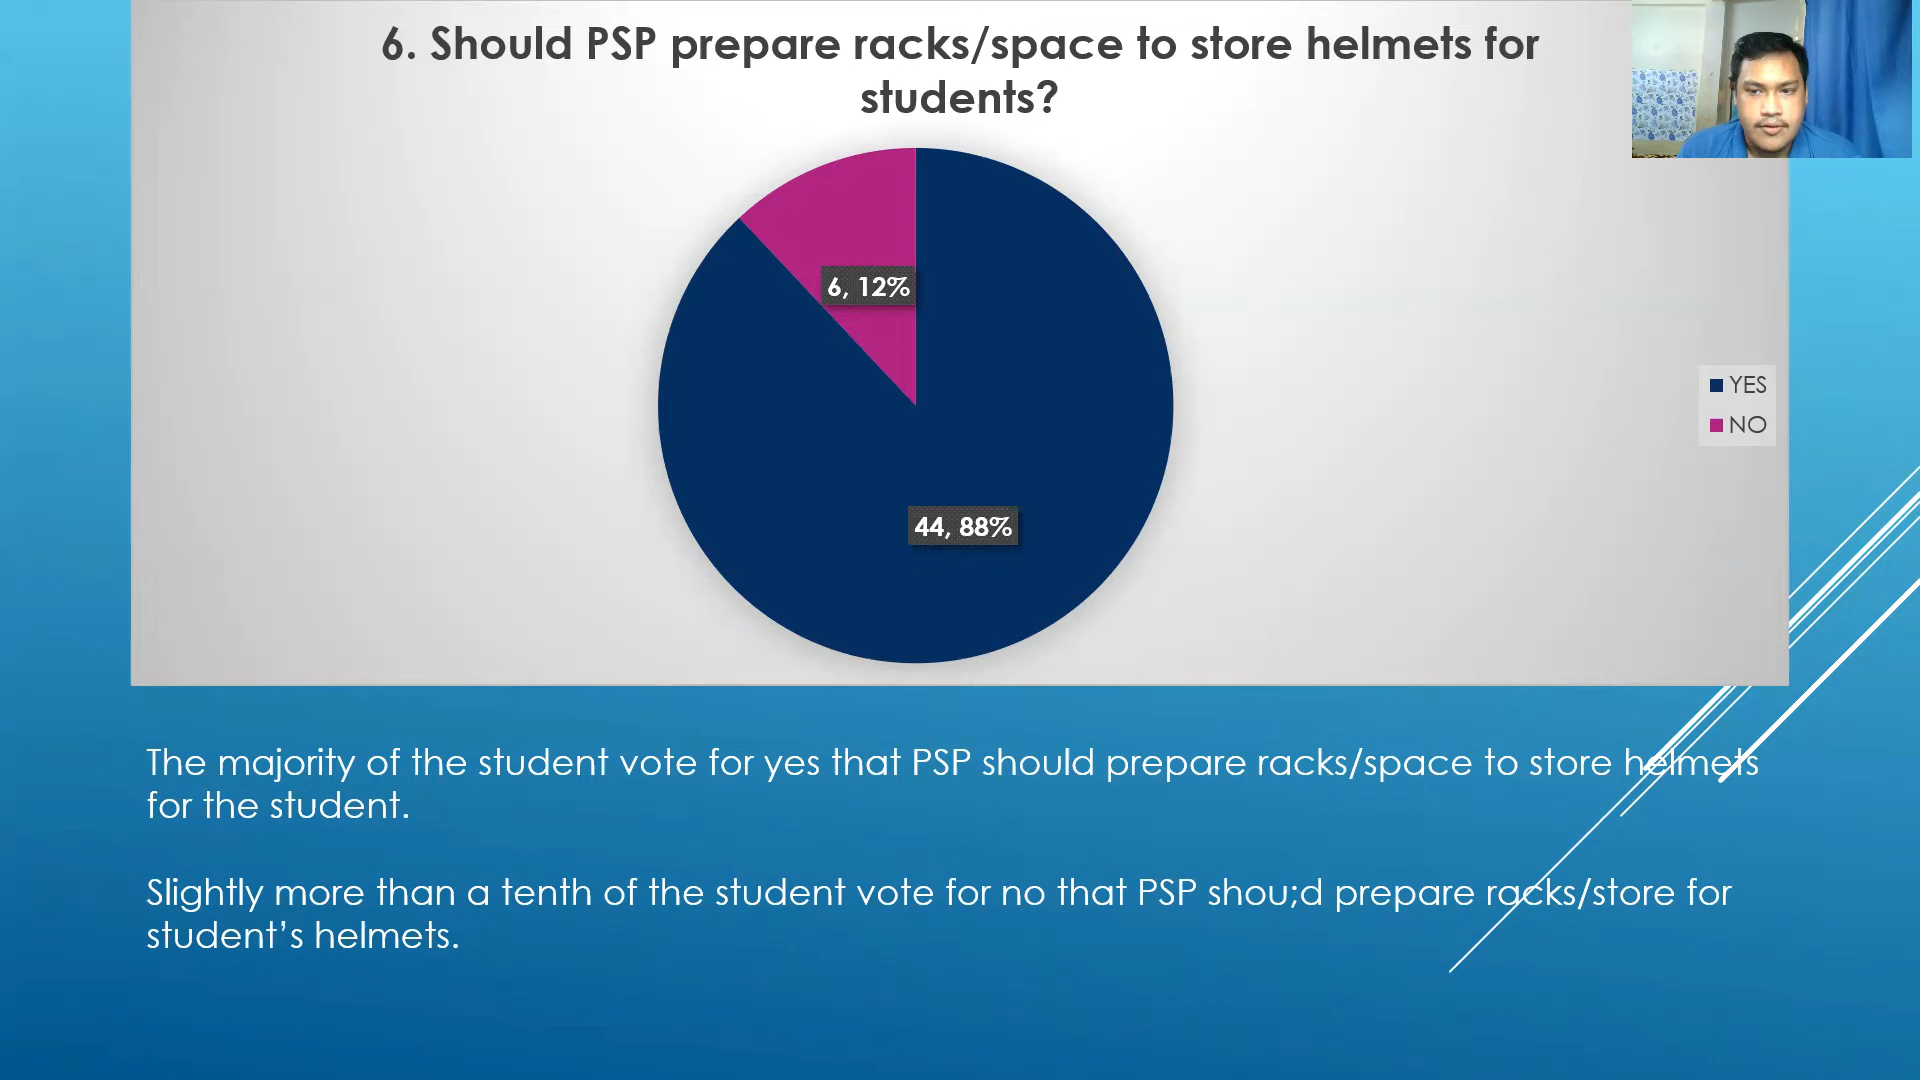 6. Should PSP prepare racks/space to store helmets for
students?
6, 12%
44, 88%
YES
NO
The majority of the student vote for yes that PSP should prepare racks/space to store helmets
for the student.
Slightly more than a tenth of the student vote for no that PSP shou;d prepare racks/store for
student’s helmets.